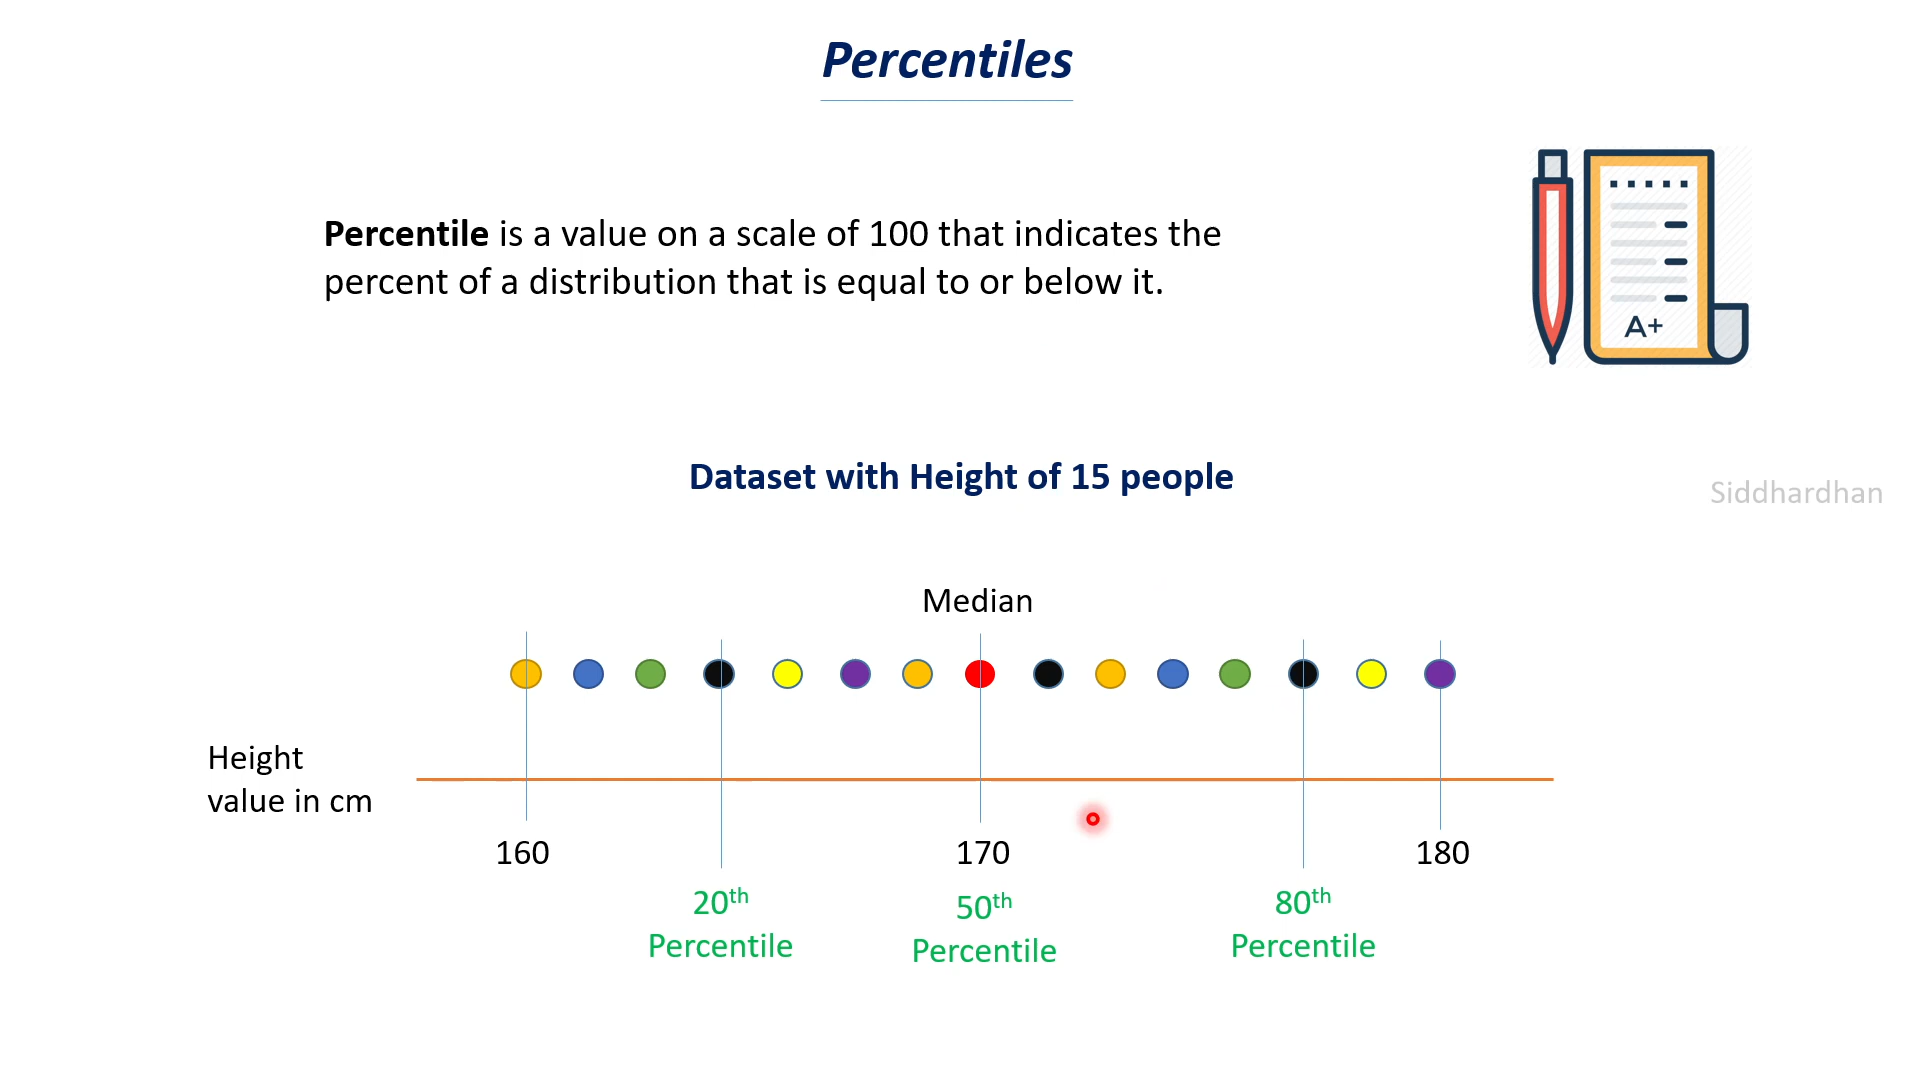 Percentiles
Percentile is a value on a scale of 100 that indicates the
percent of a distribution that is equal to or below it.
A+
Dataset with Height of 15 people
Siddhardhan
Median
Height
value in cm
160
170
180
20th
Percentile
50th
Percentile
80th
Percentile